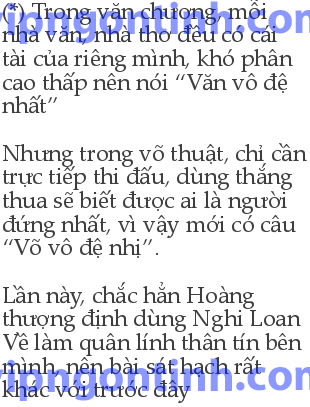 (*) Trong văn chương, mỗi
nhà văn, nhà thơ đều có cái
tài của riêng mình, khó phân
cao thấp nên nói “Văn vô đệ
nhất”
Nhưng trong võ thuật, chỉ cần
trực tiếp thi đấu, dùng thắng
thua sẽ biết được ai là người
đứng nhất, vì vậy mới có câu
“Võ vô đệ nhị”.
Lần này, chắc hẳn Hoàng
thượng định dùng Nghi Loan
Vệ làm quân lính thân tín bên
mình, nên bài sát hạch rất
khác với trước đây
vipngontinh.com
vipngontinh.com